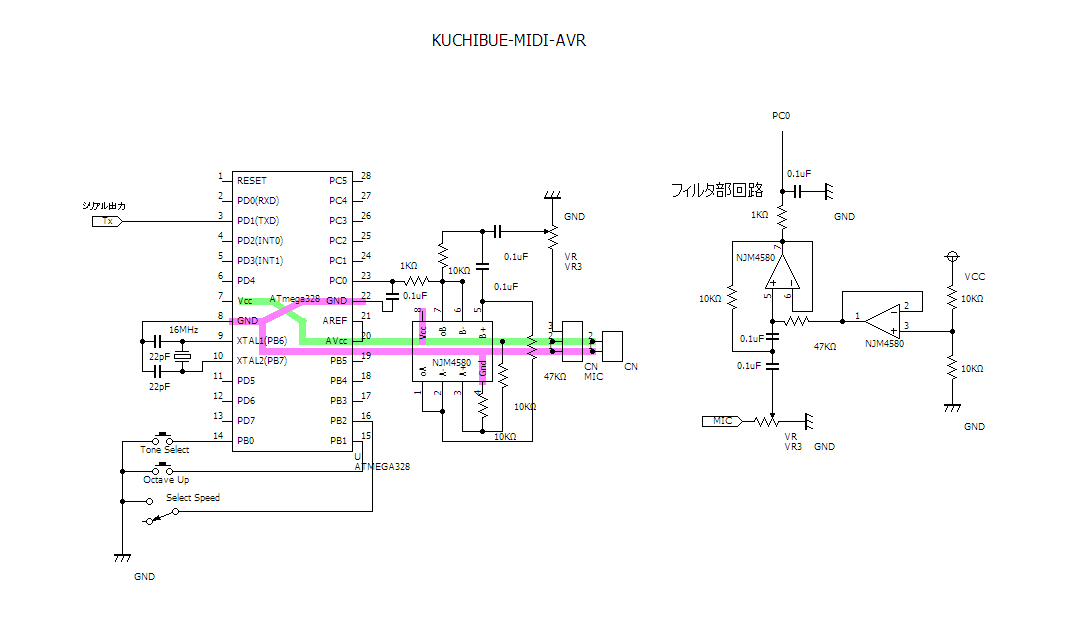 KUCHIBUE-MIDI-AVR
シリアル出力
Tx
1
RESET
2
PD0(RXD)
3
PD1(TXD)
4
PD2(INT0)
5
PD3(INT1)
6
PD4
7
Vcc
8
GND
9
XTAL1(PB6)
10
XTAL2(PB7)
11
PD5
12
PD6
13
PD7
14
PB0
ATmega328
PC5
28
PC4
27
PC3
26
PC2
25
PC1
24
PC0
23
GND
22
AREF
21
AVcc
20
PB5
19
PB4
18
PB3
17
PB2
16
PB1
15
U
ATMEGA328
16MHz
22pF
22pF
Tone Select
Octave Up
Select Speed
GND
1KΩ
0.1uF
10KΩ
0.1uF
0.1uF
GND
VR
VR3
8
7
6
5
Vcc
B-
B+
NJM4580
Gnd
1
2
3
4
47KΩ
10KΩ
10KΩ
3
2
1
CN
MIC
2
1
CN
フィルタ部回路
PC0
0.1uF
GND
1KΩ
7
NJM4580
+
-
5
6
10KΩ
0.1uF
47KΩ
0.1uF
MIC
VR
VR3
GND
1
2
3
-
+
NJM4580
VCC
10KΩ
10KΩ
GND